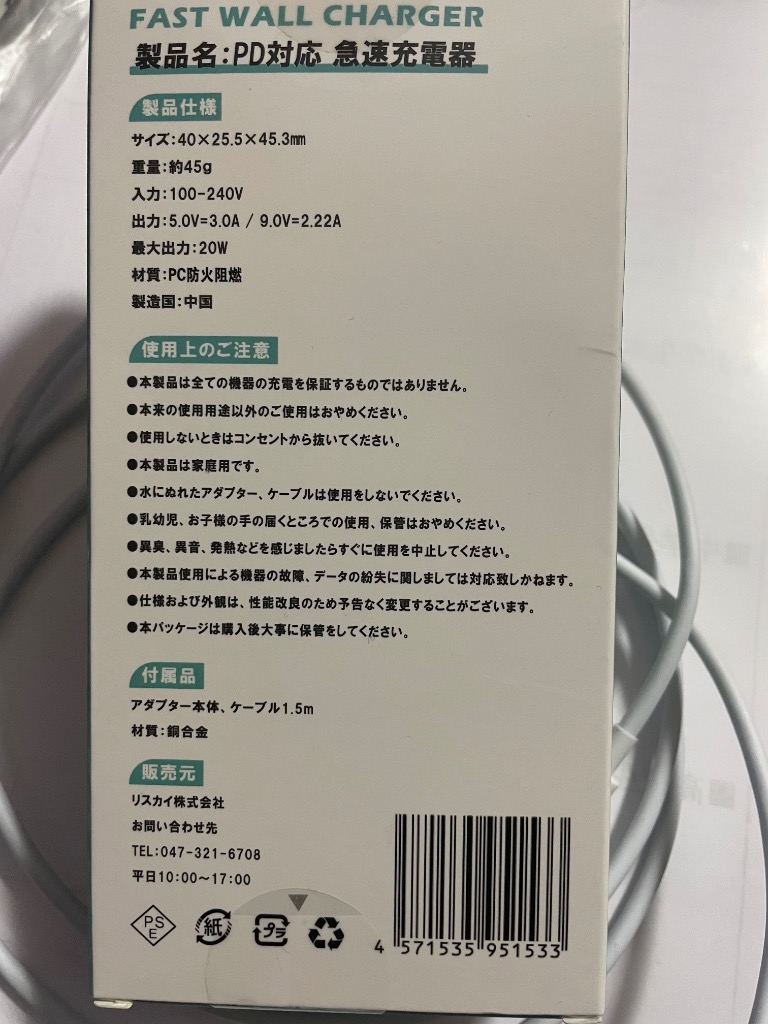 FAST WALL CHARGER
製品名:PD対応 急速充電器
製品仕様
サイズ:40×25.5×45.3mm
重量:約45g
入力:100-240V
出力:5.0V=3.0A / 9.0V=2.22A
最大出力:20W
材質:PC防火阻燃
製造国:中国
使用上のご注意
●本製品は全ての機器の充電を保証するものではありません。
●本来の使用用途以外のご使用はおやめください。
●使用しないときはコンセントから抜いてください。
●本製品は家庭用です。
●水にぬれたアダプター、ケーブルは使用をしないでください。
●乳幼児、お子様の手の届くところでの使用、保管はおやめください。
●異臭、異音、発熱などを感じましたらすぐに使用を中止してください。
●本製品使用による機器の故障、データの紛失に関しましては対応致しかねます。
●仕様および外観は、性能改良のため予告なく変更することがございます。
●本パッケージは購入後大事に保管をしてください。
付属品
アダプター本体、ケーブル1.5m
材質:銅合金
販売元
リスカイ株式会社
お問い合わせ先
TEL:047-321-6708
平日10:00〜17:00
PSE
紙
プラ
4 571535 951533